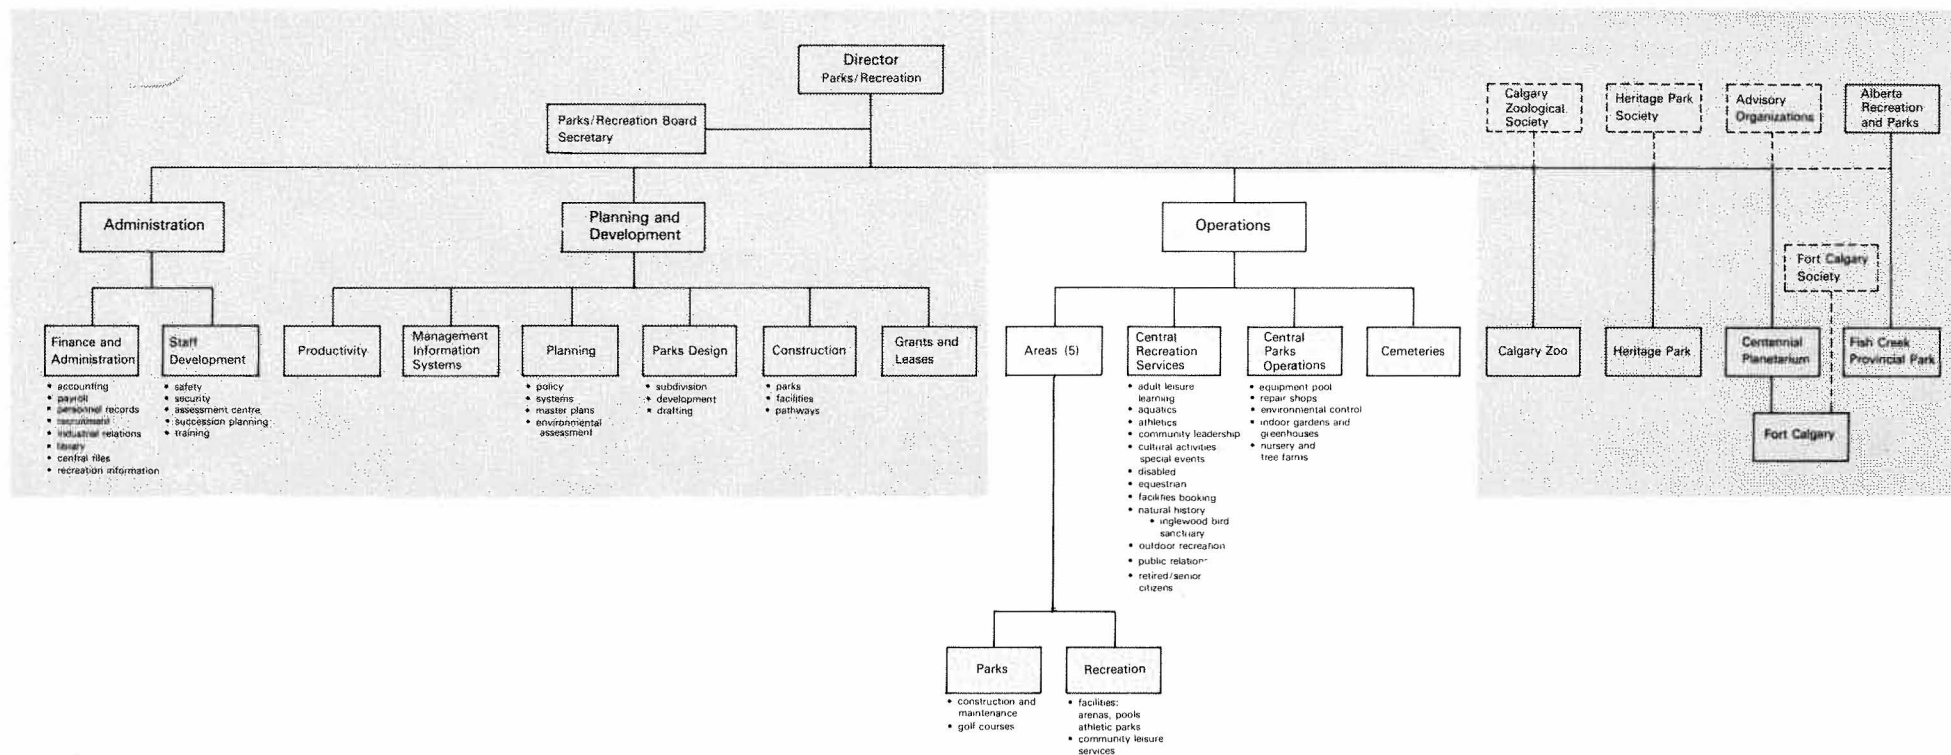 Director
Parks/Recreation
Parks/Recreation Board
Secretary
Calgary
Zoological
Society
Heritage Park
Society
Advisory
Organizations
Alberta
Recreation
and Parks
Administration
Planning and
Development
Operations
Fort Calgary
Society
Finance and
Administration
• accounting
• payroll
• personnel records
• recruitment
• industrial relations
• library
• central files
• recreation information
Staff
Development
• safety
• security
• assessment centre
• succession planning
• training
Productivity
Management
Information
Systems
Planning
• policy
• systems
• master plans
• environmental
assessment
Parks Design
• subdivision
• development
• drafting
Construction
• parks
• facilities
• pathways
Grants and
Leases
Areas (5)
Central
Recreation
Services
• adult leisure
learning
• aquatics
• athletics
• community leadership
• cultural activities
special events
• disabled
• equestrian
• facilities booking
• natural history
• inglewood bird
sanctuary
• outdoor recreation
• public relations
• retired/senior
citizens
Central
Parks
Operations
• equipment pool
• repair shops
• environmental control
• indoor gardens and
greenhouses
• nursery and
tree farms
Cemeteries
Calgary Zoo
Heritage Park
Centennial
Planetarium
Fish Creek
Provincial Park
Fort Calgary
Parks
• construction and
maintenance
• golf courses
Recreation
• facilities:
arenas, pools
athletic parks
• community leisure
services